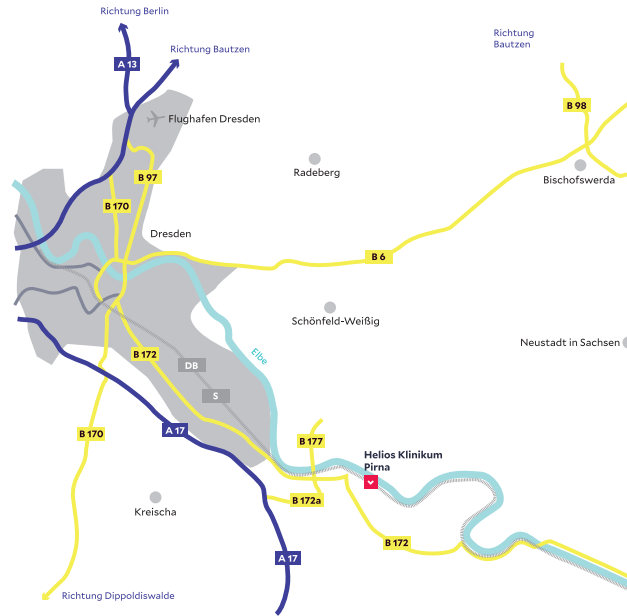 Richtung Berlin
Richtung
Bautzen
Richtung Bautzen
A 13
B 98
Flughafen Dresden
Radeberg
B 97
Bischofswerda
B 170
Dresden
B 6
Schönfeld-Weißig
Neustadt in Sachsen
Elbe
B 172
DB
S
A 17
B 170
B 177
Helios Klinikum
Pirna
B 172a
Kreischa
B 172
A 17
Richtung Dippoldiswalde